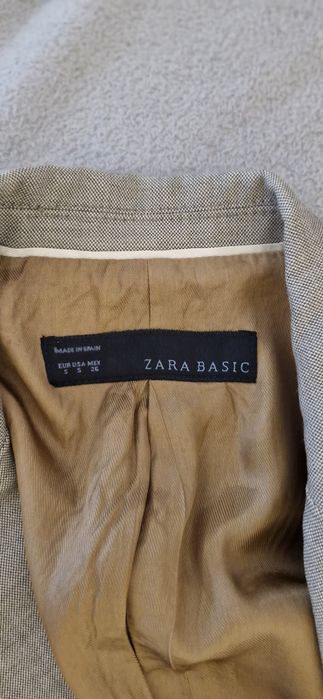 MADE IN SPAIN
EUR USA MEX
S S 26
ZARA BASIC